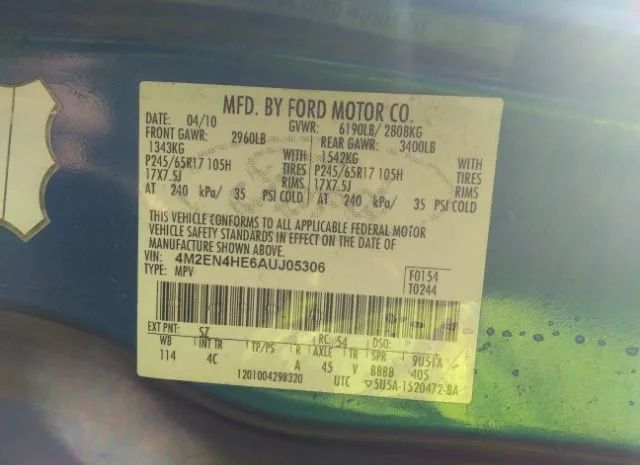 MFD. BY FORD MOTOR CO.
DATE: 04/10 GVWR: 6190LB/ 2808KG
FRONT GAWR: 2960LB REAR GAWR: 3400LB
1343KG WITH 1542KG WITH
P245/65R17 105H TIRES P245/65R17 105H TIRES
17X7.5J RIMS 17X7.5J RIMS
AT 240 kPa/ 35 PSI COLD AT 240 kPa/ 35 PSI COLD
THIS VEHICLE CONFORMS TO ALL APPLICABLE FEDERAL MOTOR
VEHICLE SAFETY STANDARDS IN EFFECT ON THE DATE OF
MANUFACTURE SHOWN ABOVE.
VIN: 4M2EN4HE6AUJ05306 F0154
TYPE: MPV T0244
EXT PNT: SZ RC: 54 DSO:
WB INT TR TP/PS R AXLE TR SPR 9U51A
114 4C A 45 V BBBB 405
1201004298320 UTC ▽5U5A-1520472-BA